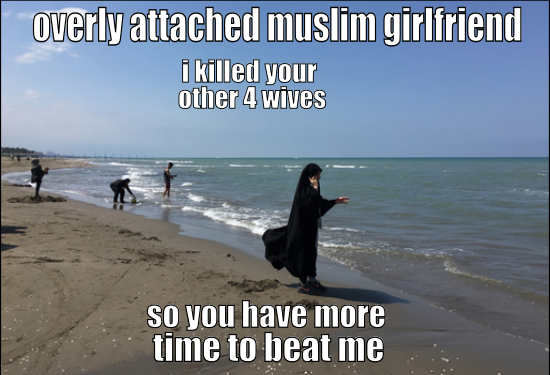 overly attached muslim girlfriend
i killed your
other 4 wives
so you have more
time to beat me